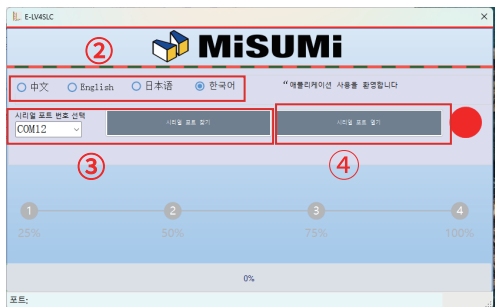 E-LV4SLC
② MiSUMi
中文 English 日本语 한국어 “애플리케이션 사용을 환영합니다
시리얼 포트 번호 선택
COM12 시리얼 포트 찾기 시리얼 포트 열기
③ ④
1 2 3 4
25% 50% 75% 100%
0%
포트: